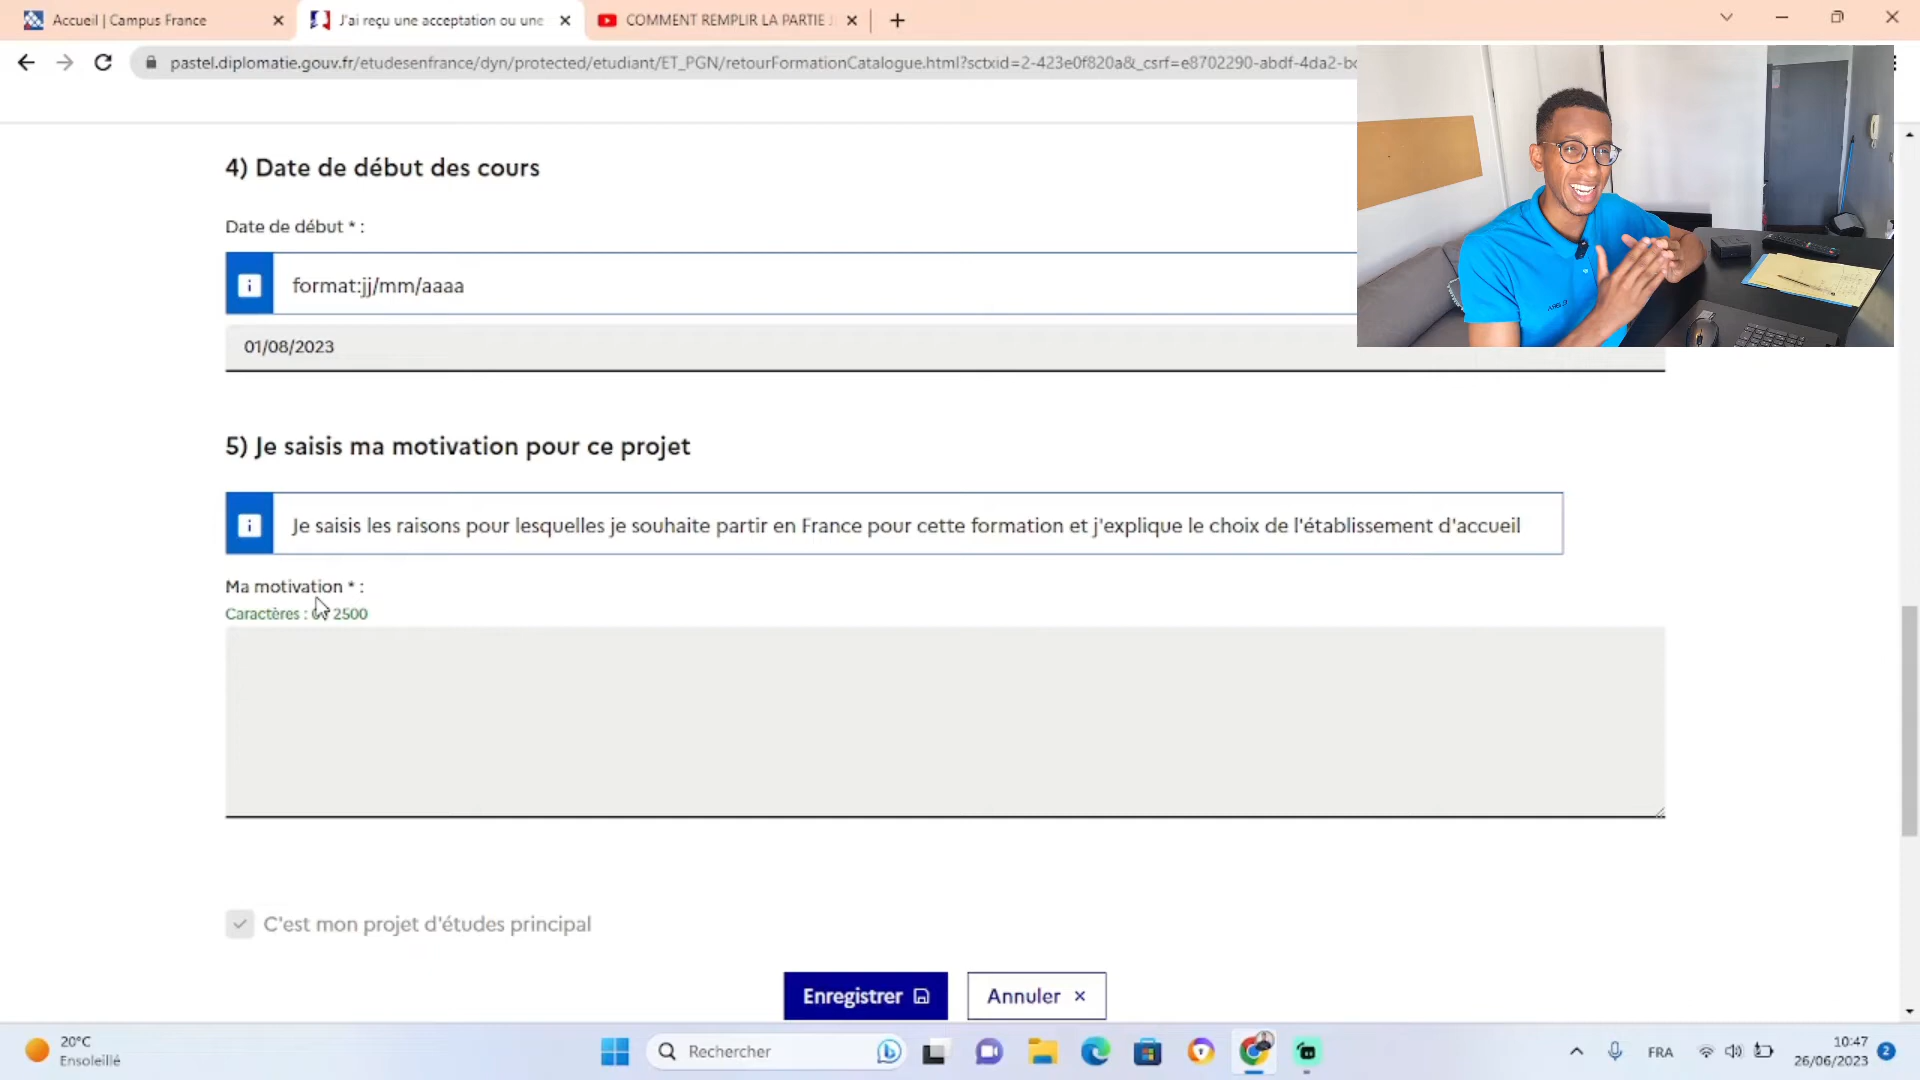 Accueil | Campus France
J'ai reçu une acceptation ou une
COMMENT REMPLIR LA PARTIE
pastel.diplomatie.gouv.fr/etudesenfrance/dyn/protected/etudiant/ET_PGN/retourFormationCatalogue.html?sctxid=2-423e0f820a&_csrf=e8702290-abdf-4da2-bc
4) Date de début des cours
Date de début * :
format:jj/mm/aaaa
01/08/2023
5) Je saisis ma motivation pour ce projet
Je saisis les raisons pour lesquelles je souhaite partir en France pour cette formation et j'explique le choix de l'établissement d'accueil
Ma motivation * :
Caractères : 2500
C'est mon projet d'études principal
Enregistrer
Annuler ×
20°C
Ensoleillé
Rechercher
FRA
10:47
26/06/2023
2